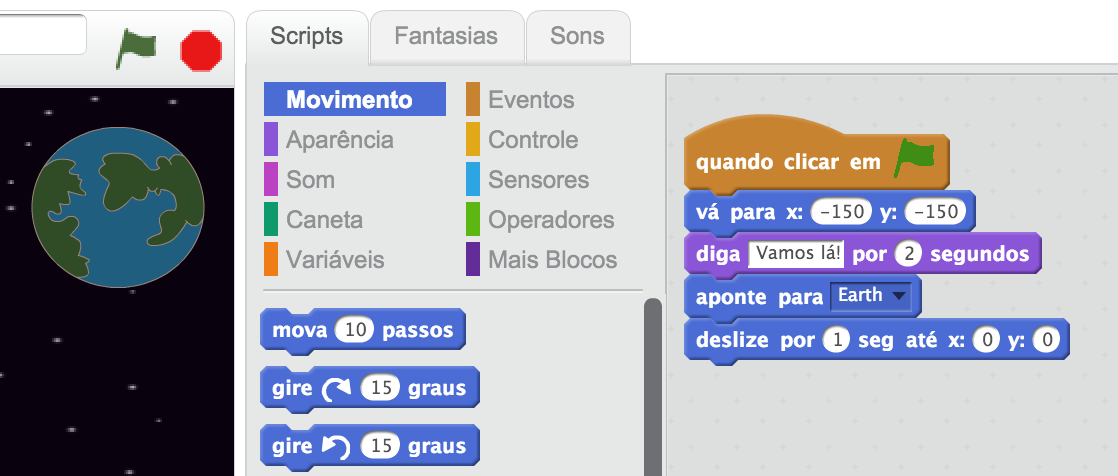 Scripts Fantasias Sons
Movimento Eventos
Aparência Controle
Som Sensores
Caneta Operadores
Variáveis Mais Blocos
mova 10 passos
gire 15 graus
gire 15 graus
quando clicar em
vá para x: -150 y: -150
diga Vamos lá! por 2 segundos
aponte para Earth
deslize por 1 seg até x: 0 y: 0